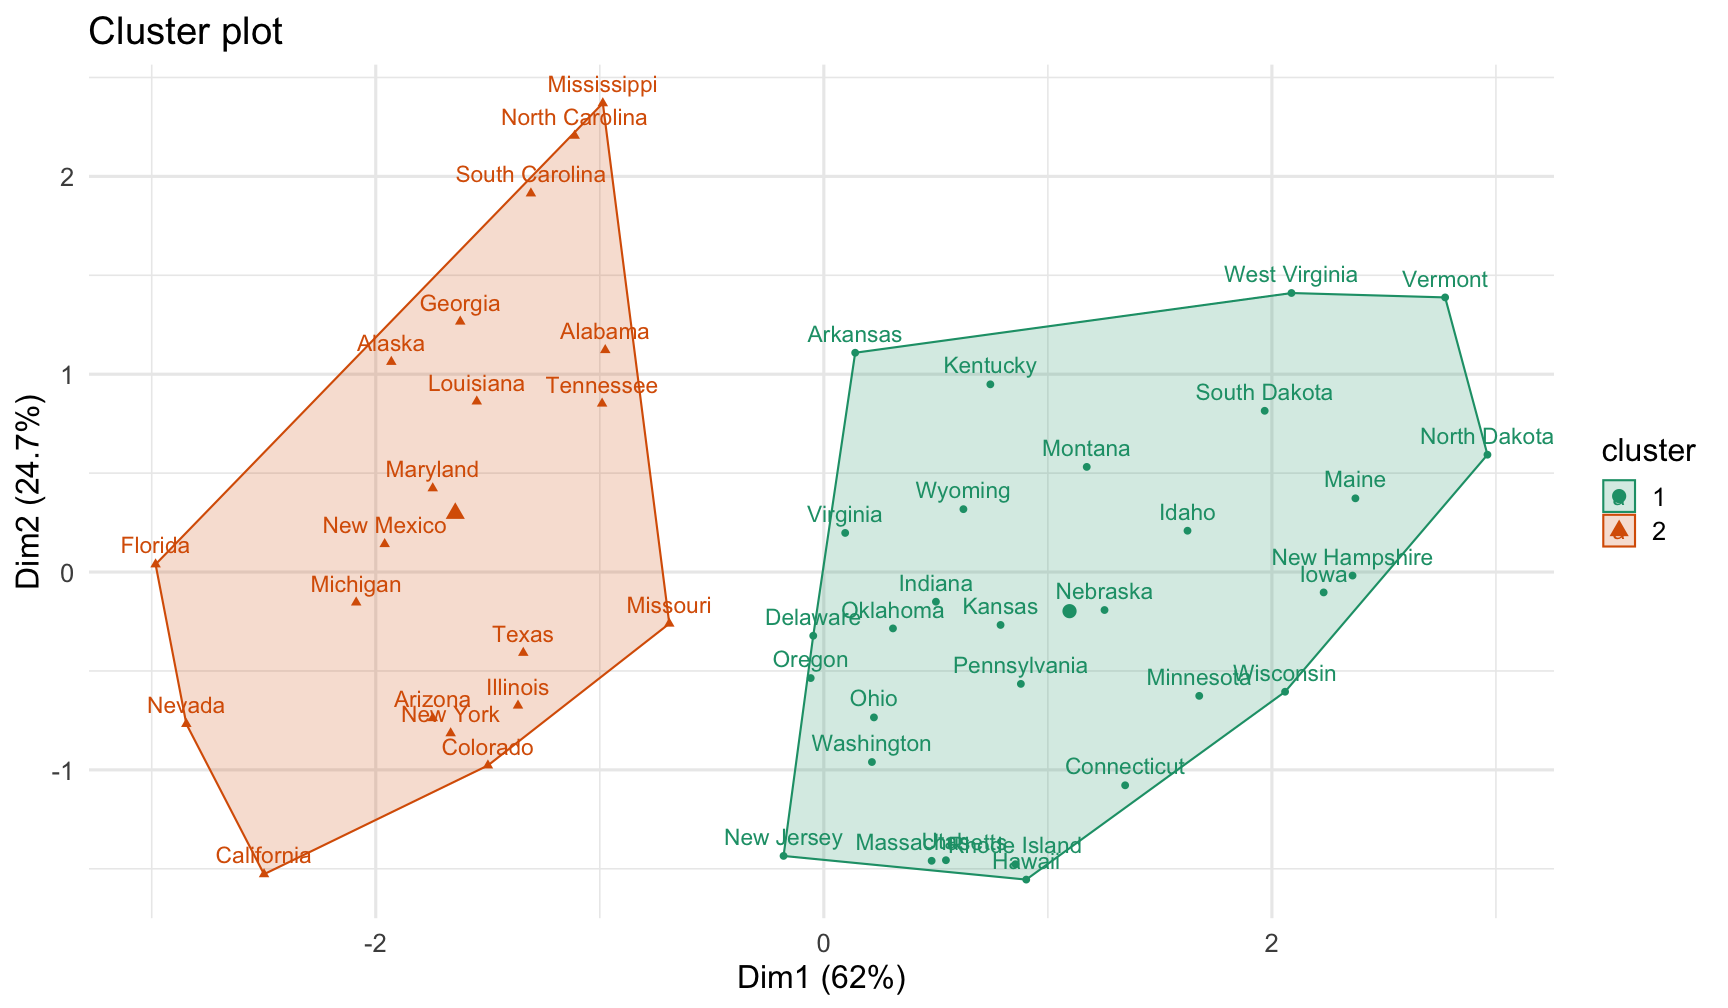 Cluster plot
Mississippi
North Carolina
South Carolina
West Virginia
Vermont
Georgia
Alabama
Arkansas
Alaska
Kentucky
Louisiana
Tennessee
South Dakota
North Dakota
Montana
Maryland
Maine
Wyoming
New Mexico
Virginia
Idaho
Florida
New Hampshire
Iowa
Michigan
Indiana
Nebraska
Missouri
Oklahoma
Kansas
Delaware
Texas
Oregon
Pennsylvania
Wisconsin
Minnesota
Illinois
Arizona
Ohio
Nevada
New York
Colorado
Washington
Connecticut
New Jersey
Massachusetts
Utah
Rhode Island
California
Hawaii
2
1
0
-1
-2
0
2
Dim1 (62%)
Dim2 (24.7%)
cluster
a 1
a 2